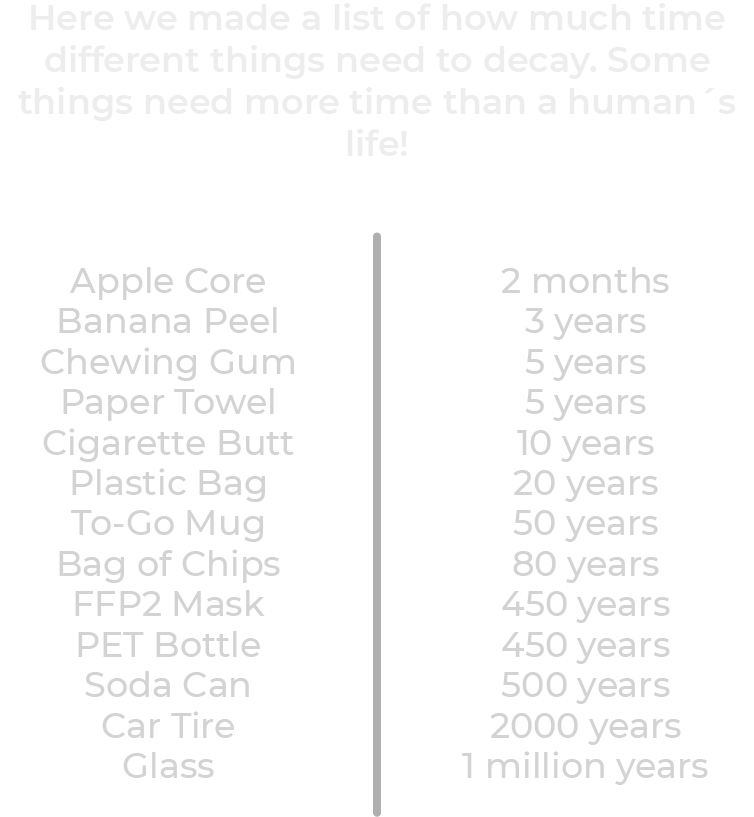 Here we made a list of how much time
different things need to decay. Some
things need more time than a human´s
life!
Apple Core 2 months
Banana Peel 3 years
Chewing Gum 5 years
Paper Towel 5 years
Cigarette Butt 10 years
Plastic Bag 20 years
To-Go Mug 50 years
Bag of Chips 80 years
FFP2 Mask 450 years
PET Bottle 450 years
Soda Can 500 years
Car Tire 2000 years
Glass 1 million years